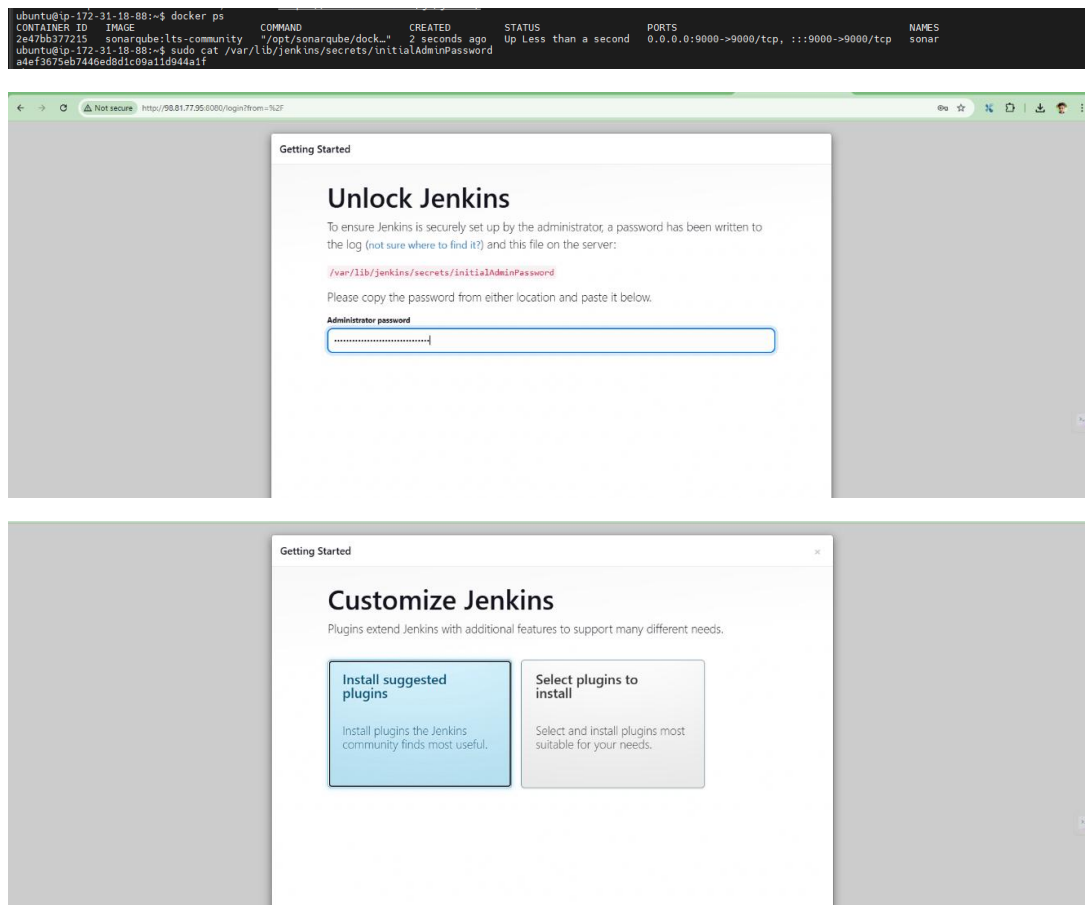 ubuntu@ip-172-31-18-88:~$ docker ps
CONTAINER ID IMAGE COMMAND CREATED STATUS PORTS NAMES
2e47bb377215 sonarqube:lts-community "/opt/sonarqube/dock…" 2 seconds ago Up Less than a second 0.0.0.0:9000->9000/tcp, :::9000->9000/tcp sonar
ubuntu@ip-172-31-18-88:~$ sudo cat /var/lib/jenkins/secrets/initialAdminPassword
a4ef3675eb7446ed8d1c09a11d944a1f
Not secure http://98.81.77.95:8080/login?from=%2F
Getting Started
Unlock Jenkins
To ensure Jenkins is securely set up by the administrator, a password has been written to
the log (not sure where to find it?) and this file on the server:
/var/lib/jenkins/secrets/initialAdminPassword
Please copy the password from either location and paste it below.
Administrator password
Getting Started
Customize Jenkins
Plugins extend Jenkins with additional features to support many different needs.
Install suggested
plugins
Install plugins the Jenkins
community finds most useful.
Select plugins to
install
Select and install plugins most
suitable for your needs.